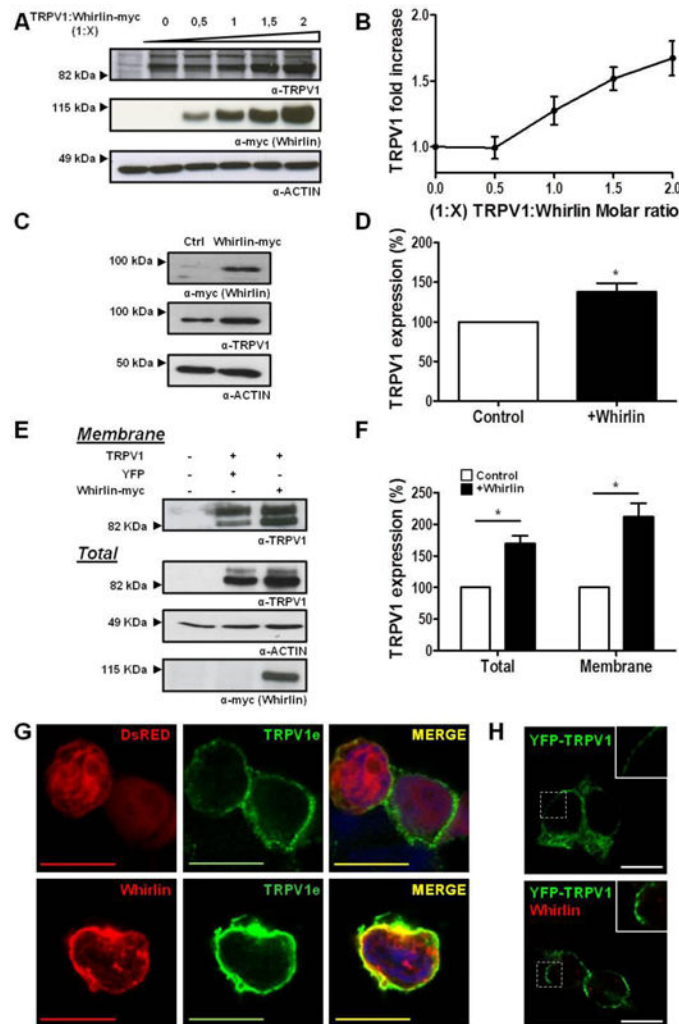 A
TRPV1:Whirlin-myc
(1:X)
0 0,5 1 1,5 2
82 kDa
α-TRPV1
115 kDa
α-myc (Whirlin)
49 kDa
α-ACTIN
B
TRPV1 fold increase
2.0
1.5
1.0
0.0 0.5 1.0 1.5 2.0
(1:X) TRPV1:Whirlin Molar ratio
C
Ctrl Whirlin-myc
100 kDa
α-myc (Whirlin)
100 kDa
α-TRPV1
50 kDa
α-ACTIN
D
TRPV1 expression (%)
200
150
100
50
0
*
Control +Whirlin
E
Membrane
TRPV1 - + +
YFP - + -
Whirlin-myc - - +
82 KDa
α-TRPV1
Total
82 kDa
α-TRPV1
49 KDa
α-ACTIN
115 KDa
α-myc (Whirlin)
F
Control
+Whirlin
TRPV1 expression (%)
250
200
150
100
50
0
* *
Total Membrane
G
DsRED TRPV1e MERGE
Whirlin TRPV1e MERGE
H
YFP-TRPV1
YFP-TRPV1
Whirlin